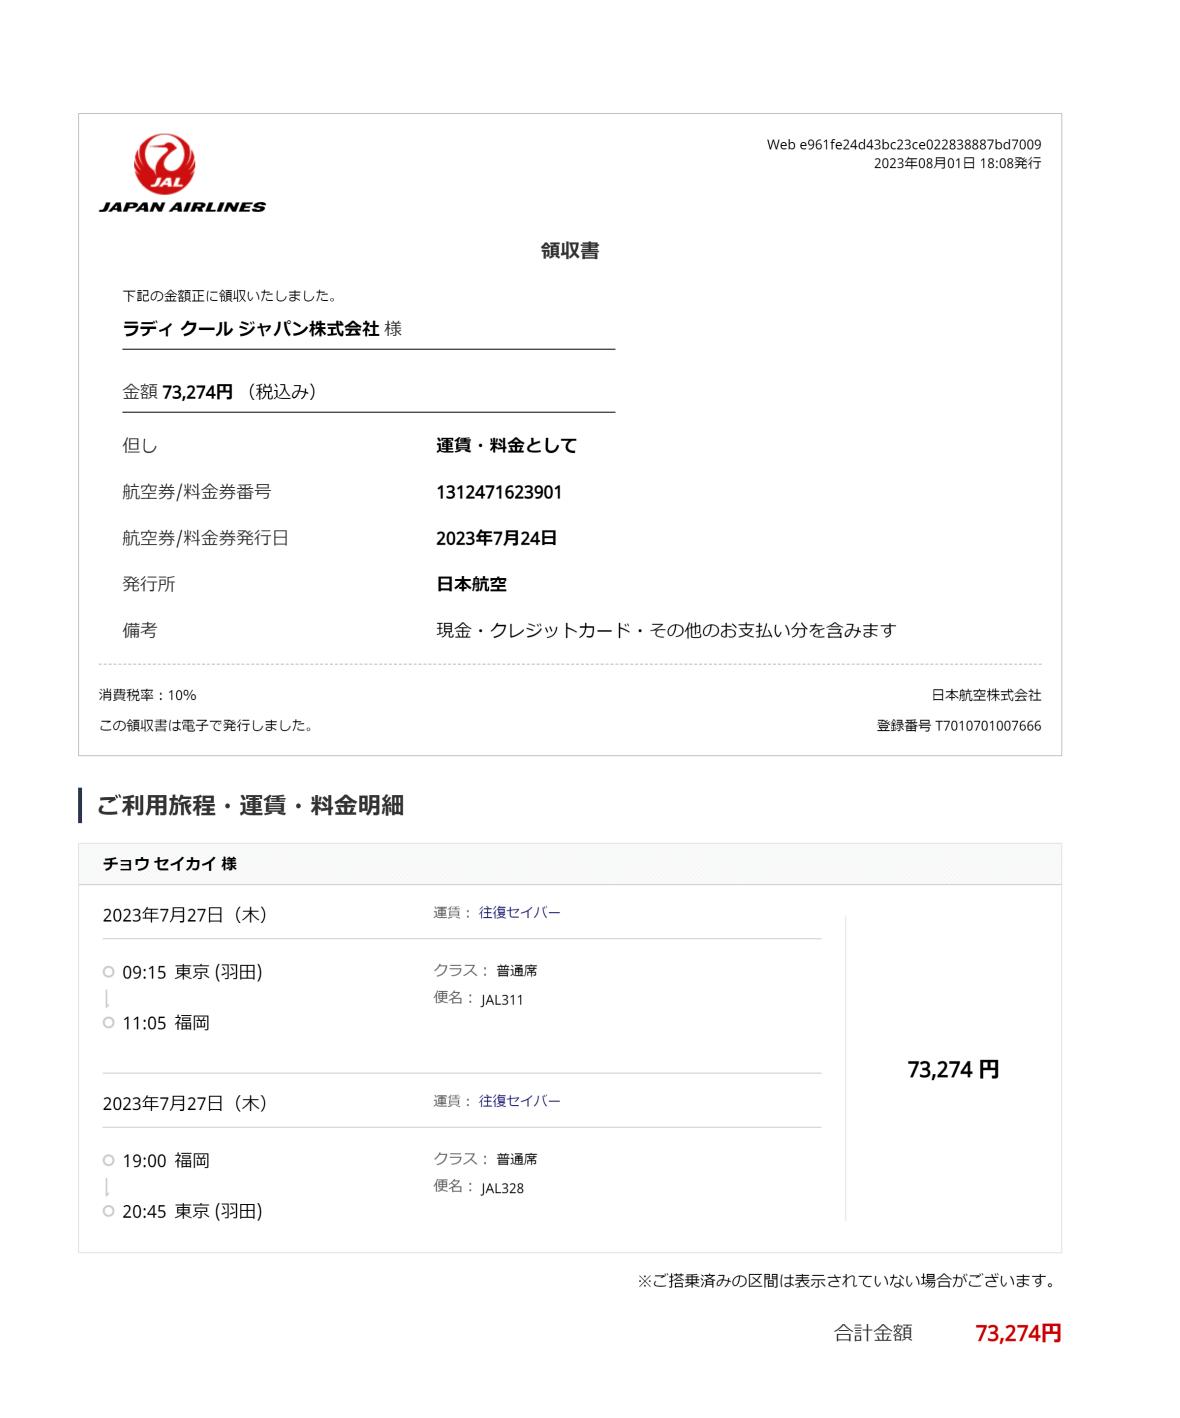 JAL
JAPAN AIRLINES
Web e961fe24d43bc23ce022838887bd7009
2023年08月01日 18:08発行
領収書
下記の金額正に領収いたしました。
ラディ クール ジャパン株式会社 様
金額 73,274円 （税込み）
但し 運賃・料金として
航空券/料金券番号 1312471623901
航空券/料金券発行日 2023年7月24日
発行所 日本航空
備考 現金・クレジットカード・その他のお支払い分を含みます
消費税率：10% 日本航空株式会社
この領収書は電子で発行しました。 登録番号 T7010701007666
ご利用旅程・運賃・料金明細
チョウ セイカイ 様
2023年7月27日（木） 運賃： 往復セイバー
09:15 東京 (羽田) クラス： 普通席
便名： JAL311
11:05 福岡
73,274 円
2023年7月27日（木） 運賃： 往復セイバー
19:00 福岡 クラス： 普通席
便名： JAL328
20:45 東京 (羽田)
※ご搭乗済みの区間は表示されていない場合がございます。
合計金額 73,274円